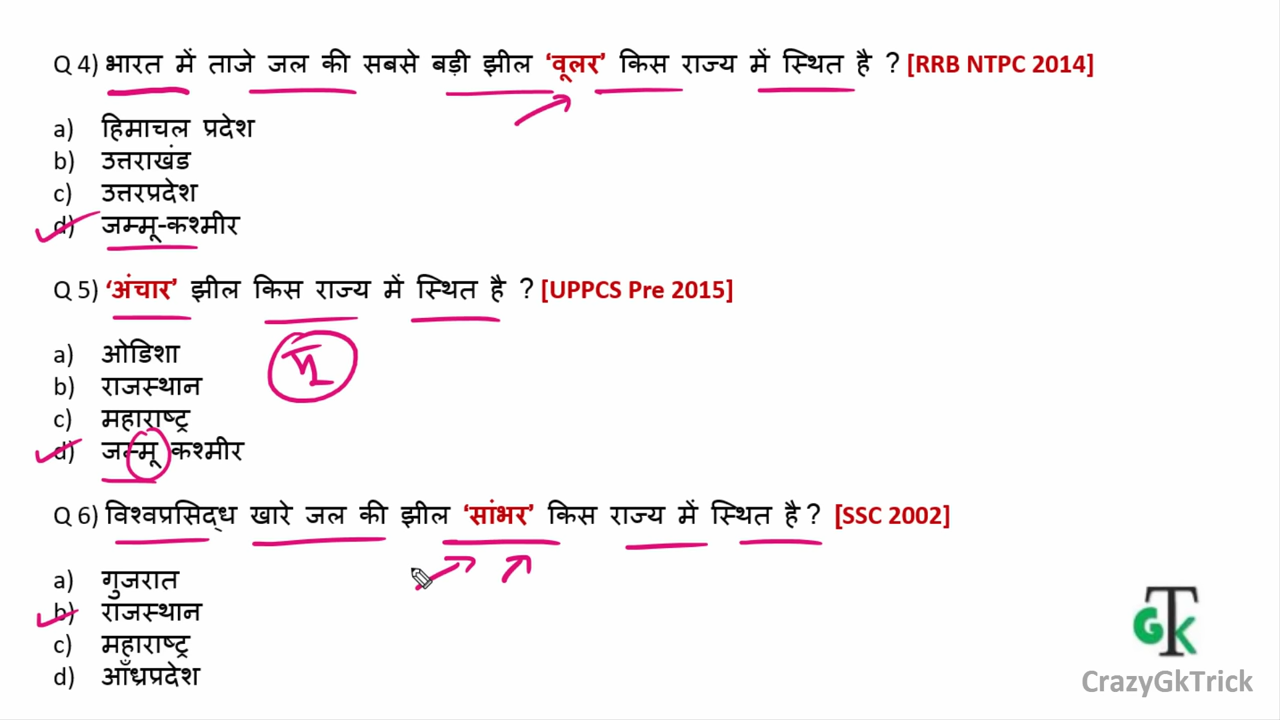 Q 4) भारत में ताजे जल की सबसे बड़ी झील ‘वूलर’ किस राज्य में स्थित है ? [RRB NTPC 2014]
a) हिमाचल प्रदेश
b) उत्तराखंड
c) उत्तरप्रदेश
d) जम्मू-कश्मीर
Q 5) ‘अंचार’ झील किस राज्य में स्थित है ? [UPPCS Pre 2015]
a) ओडिशा
b) राजस्थान
c) महाराष्ट्र
d) जम्मू कश्मीर
Q 6) विश्वप्रसिद्ध खारे जल की झील ‘सांभर’ किस राज्य में स्थित है ? [SSC 2002]
a) गुजरात
b) राजस्थान
c) महाराष्ट्र
d) आँध्रप्रदेश
GTK
CrazyGkTrick